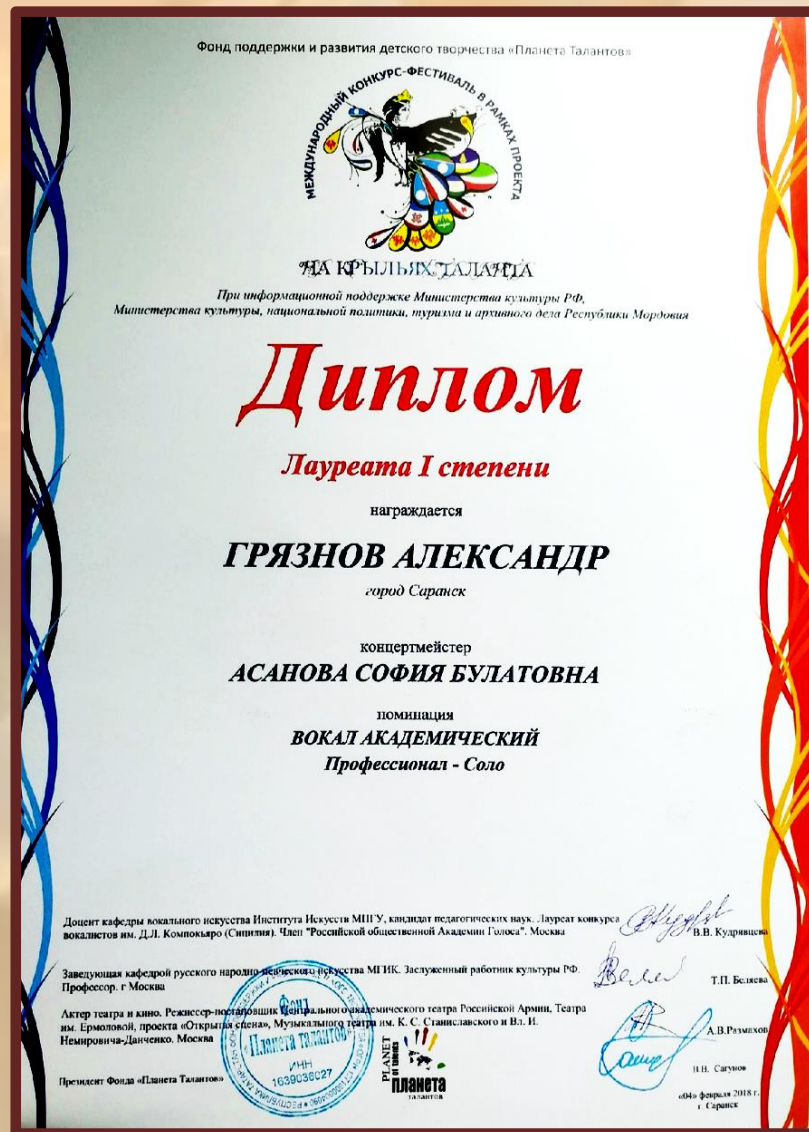 Фонд поддержки и развития детского творчества «Планета Талантов»
МЕЖДУНАРОДНЫЙ КОНКУРС-ФЕСТИВАЛЬ В РАМКАХ ПРОЕКТА
НА КРЫЛЬЯХ ТАЛАНТА
При информационной поддержке Министерства культуры РФ,
Министерства культуры, национальной политики, туризма и архивного дела Республики Мордовия
Диплом
Лауреата I степени
награждается
ГРЯЗНОВ АЛЕКСАНДР
город Саранск
концертмейстер
АСАНОВА СОФИЯ БУЛАТОВНА
номинация
ВОКАЛ АКАДЕМИЧЕСКИЙ
Профессионал - Соло
Доцент кафедры вокального искусства Института Искусств МПГУ, кандидат педагогических наук. Лауреат конкурса
вокалистов им. Д.Л. Компокьяро (Сицилия). Член "Российской общественной Академии Голоса". Москва
В.В. Кудрявцева
Заведующая кафедрой русского народно-певческого искусства МГИК. Заслуженный работник культуры РФ.
Профессор. г Москва
Т.П. Беляева
Актер театра и кино. Режиссер-постановщик Центрального академического театра Российской Армии, Театра
им. Ермоловой, проекта «Открытая сцена», Музыкального театра им. К. С. Станиславского и Вл. И.
Немировича-Данченко. Москва
А.В.Размахов
Президент Фонда «Планета Талантов»
Фонд
«Планета талантов»
ИНН
1639036027
PLANET
of talents
ПЛАНЕТА
ТАЛАНТОВ
В.В. Сагунов
«04» февраля 2018 г.
г. Саранск